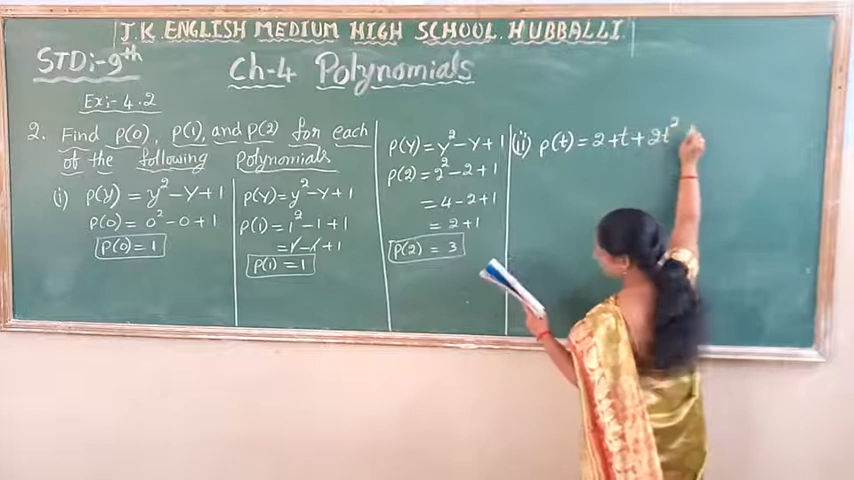 J.K ENGLISH MEDIUM HIGH SCHOOL. HUBBALLI.
STD:-9th
Ch-4 Polynomials
Ex:- 4.2
2. Find p(0), p(1), and p(2) for each
of the following polynomials
(i) p(y) = y² - y + 1
p(0) = 0² - 0 + 1
p(0) = 1
p(y) = y² - y + 1
p(1) = 1² - 1 + 1
= 1 - 1 + 1
p(1) = 1
p(y) = y² - y + 1
p(2) = 2² - 2 + 1
= 4 - 2 + 1
= 2 + 1
p(2) = 3
(ii) p(t) = 2 + t + 2t²